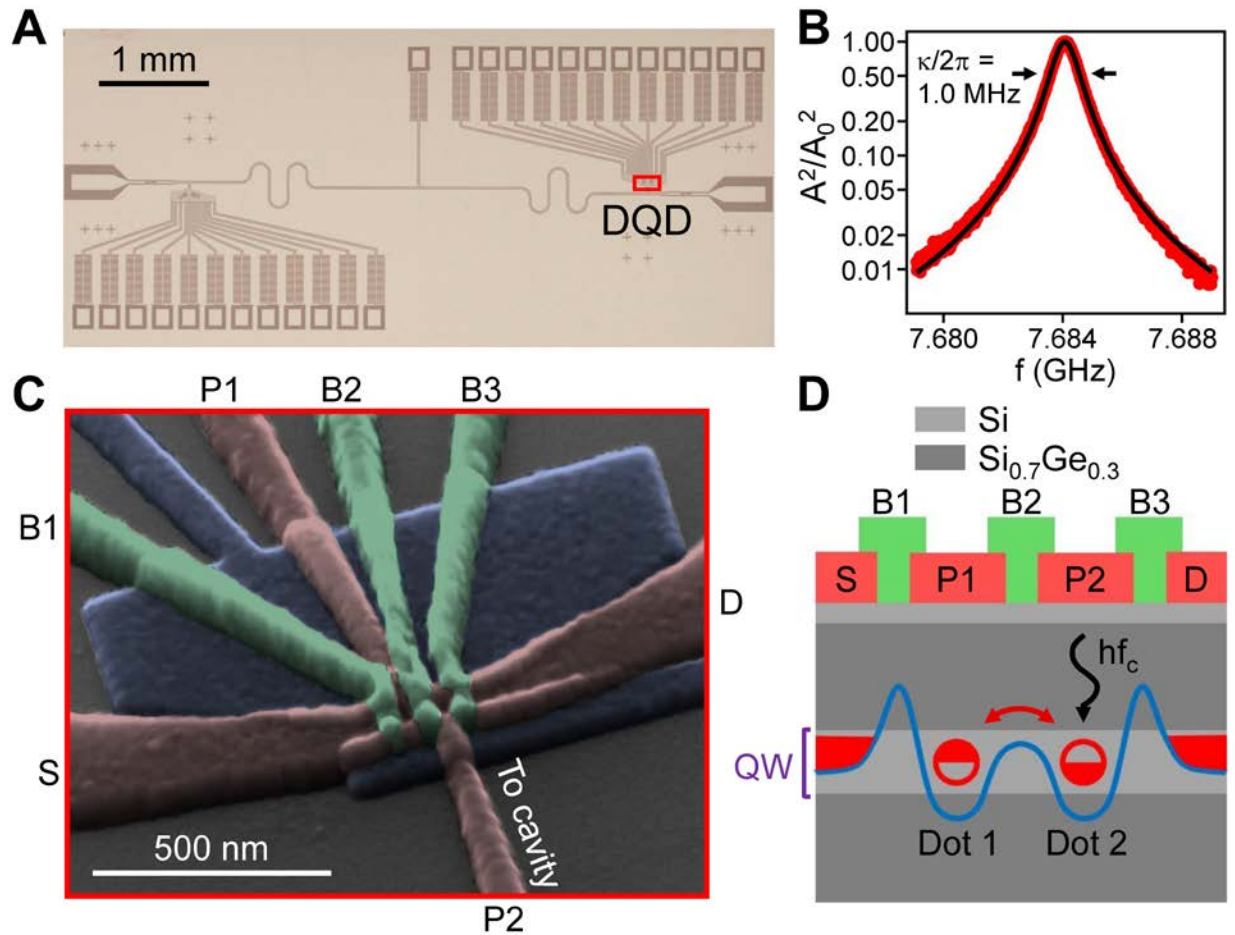 A
1 mm
DQD
B
A²/A₀²
1.00
0.50
0.20
0.10
0.05
0.02
0.01
κ/2π =
1.0 MHz
7.680 7.684 7.688
f (GHz)
C
P1 B2 B3
B1
D
S
500 nm
To cavity
P2
D
Si
Si₀.₇Ge₀.₃
B1 B2 B3
S P1 P2 D
hf꜀
QW
Dot 1 Dot 2